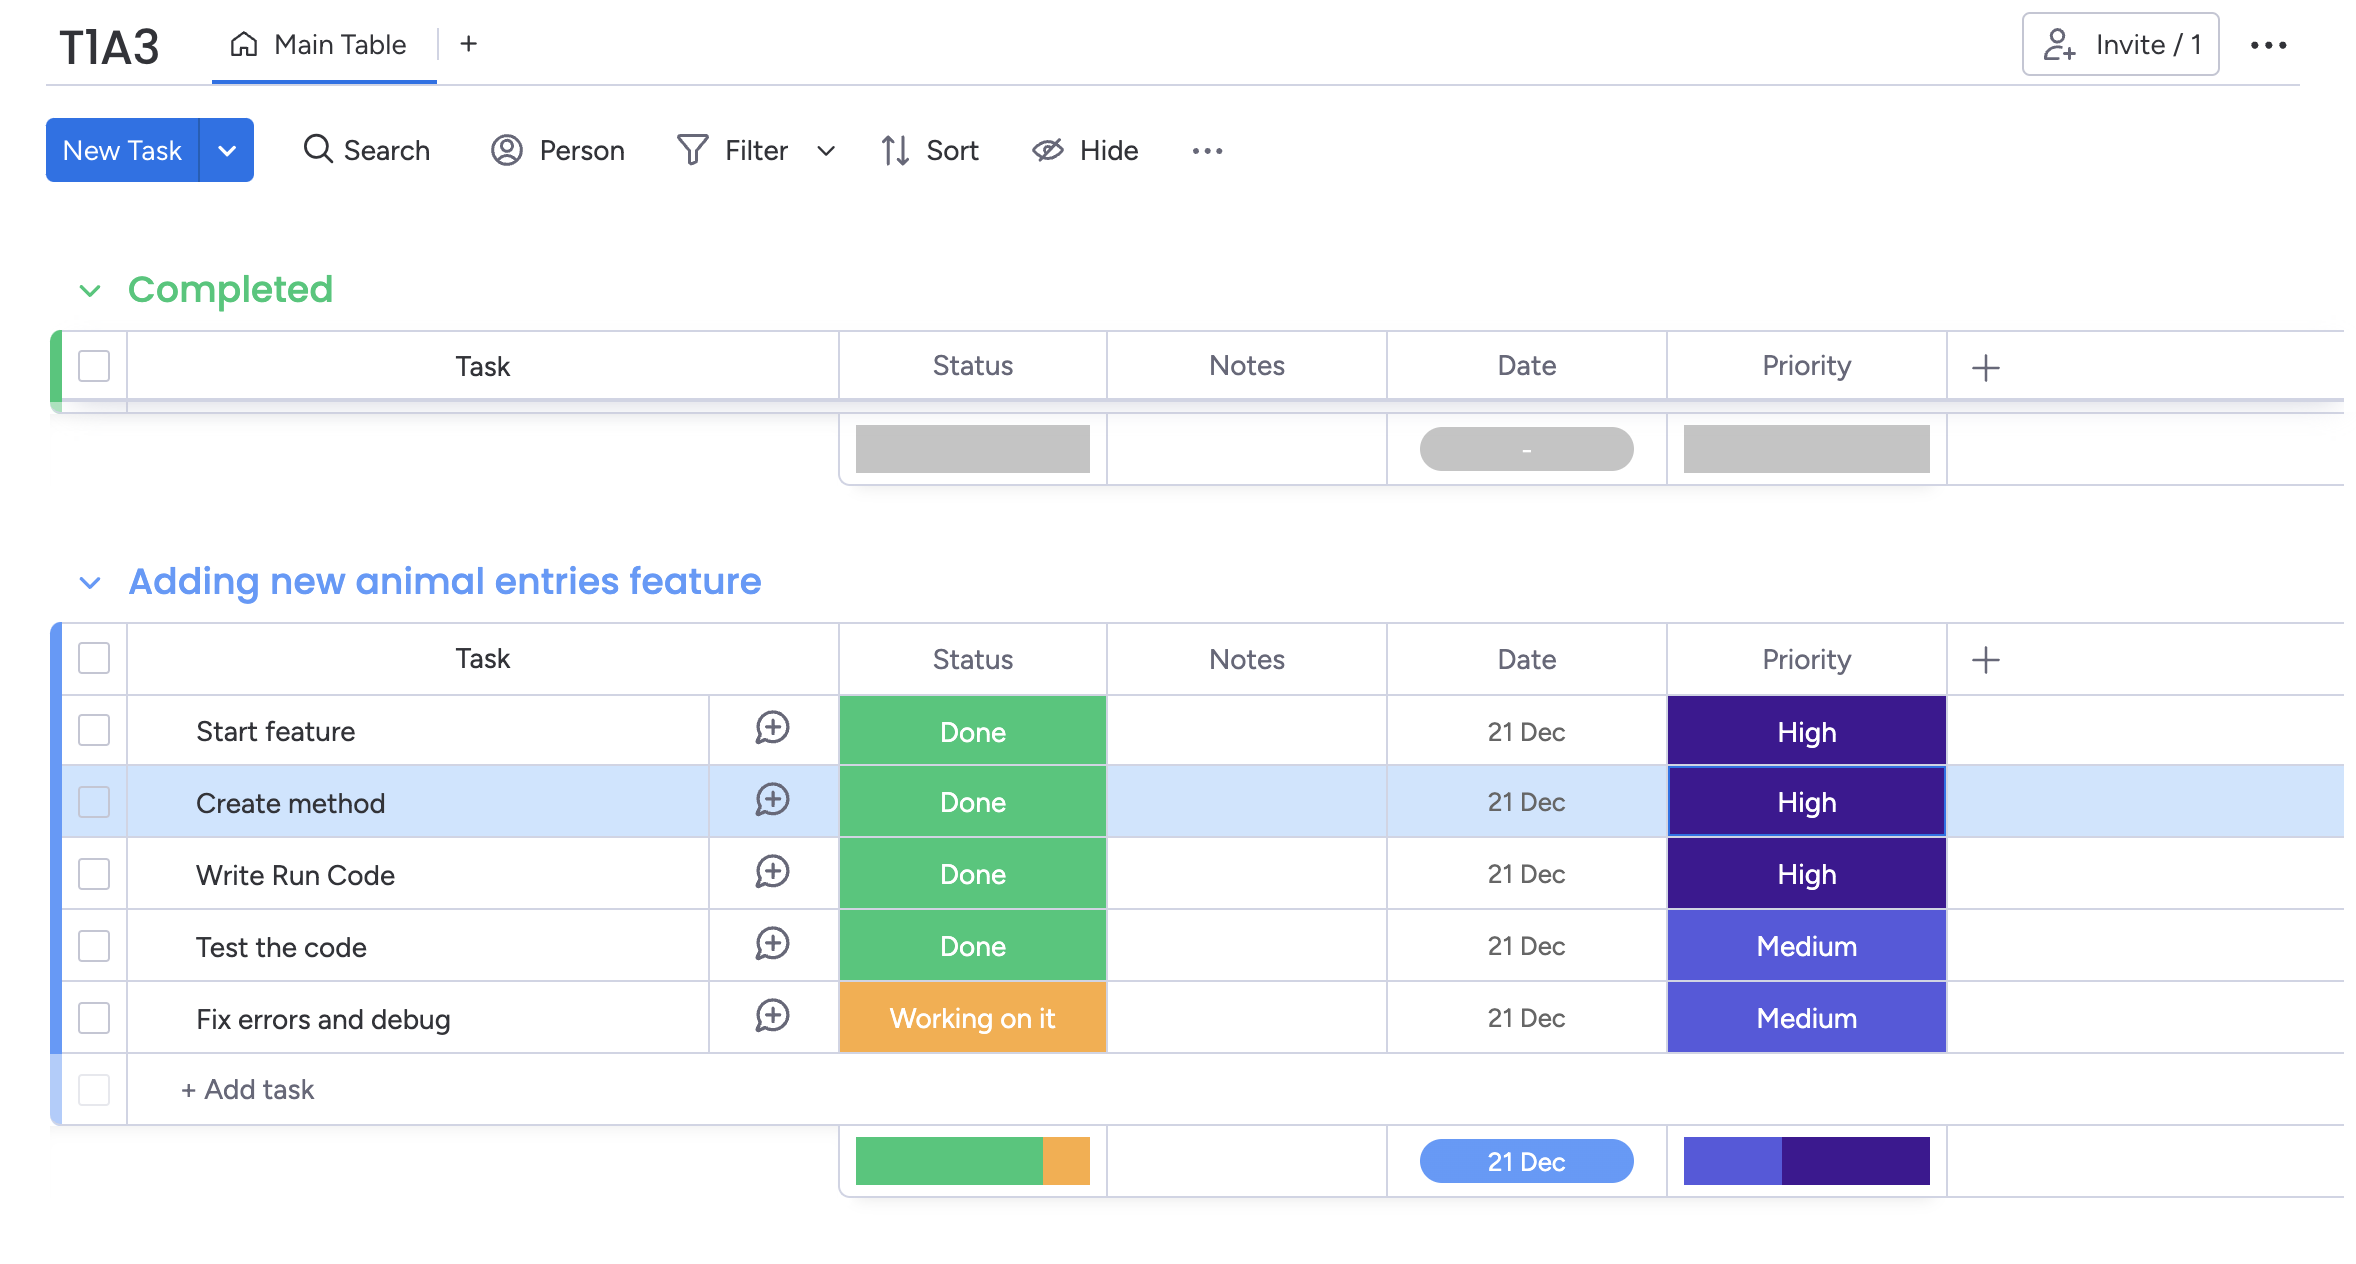 T1A3 Main Table + Invite / 1
New Task Search Person Filter Sort Hide
Completed
Task Status Notes Date Priority +
-
Adding new animal entries feature
Task Status Notes Date Priority +
Start feature Done 21 Dec High
Create method Done 21 Dec High
Write Run Code Done 21 Dec High
Test the code Done 21 Dec Medium
Fix errors and debug Working on it 21 Dec Medium
+ Add task
21 Dec